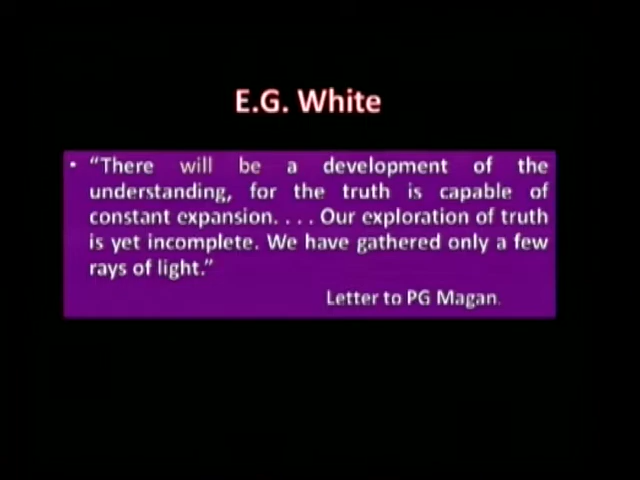 E.G. White
• “There will be a development of the
understanding, for the truth is capable of
constant expansion. . . . Our exploration of truth
is yet incomplete. We have gathered only a few
rays of light.”
Letter to PG Magan.